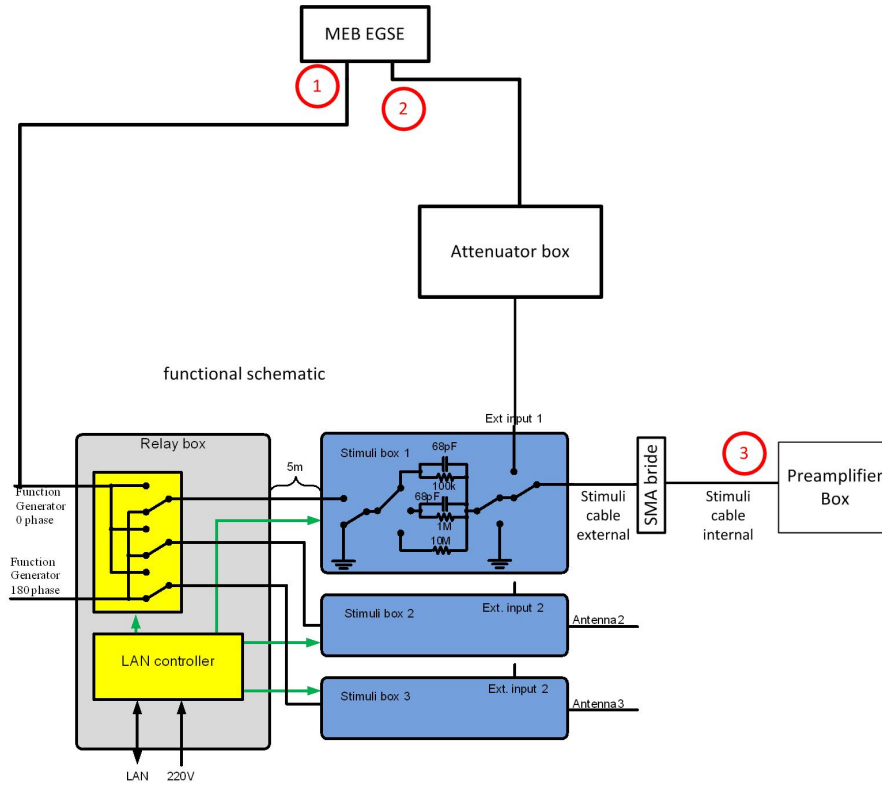 MEB EGSE
1
2
Attenuator box
functional schematic
Ext input 1
Relay box
Stimuli box 1
68pF
100k
68pF
1M
10M
5m
Function
Generator
0 phase
Function
Generator
180 phase
Stimuli
cable
external
SMA bride
3
Stimuli
cable
internal
Preamplifier
Box
Ext. input 2
Stimuli box 2
Antenna2
LAN controller
Ext. input 2
Stimuli box 3
Antenna3
LAN
220V